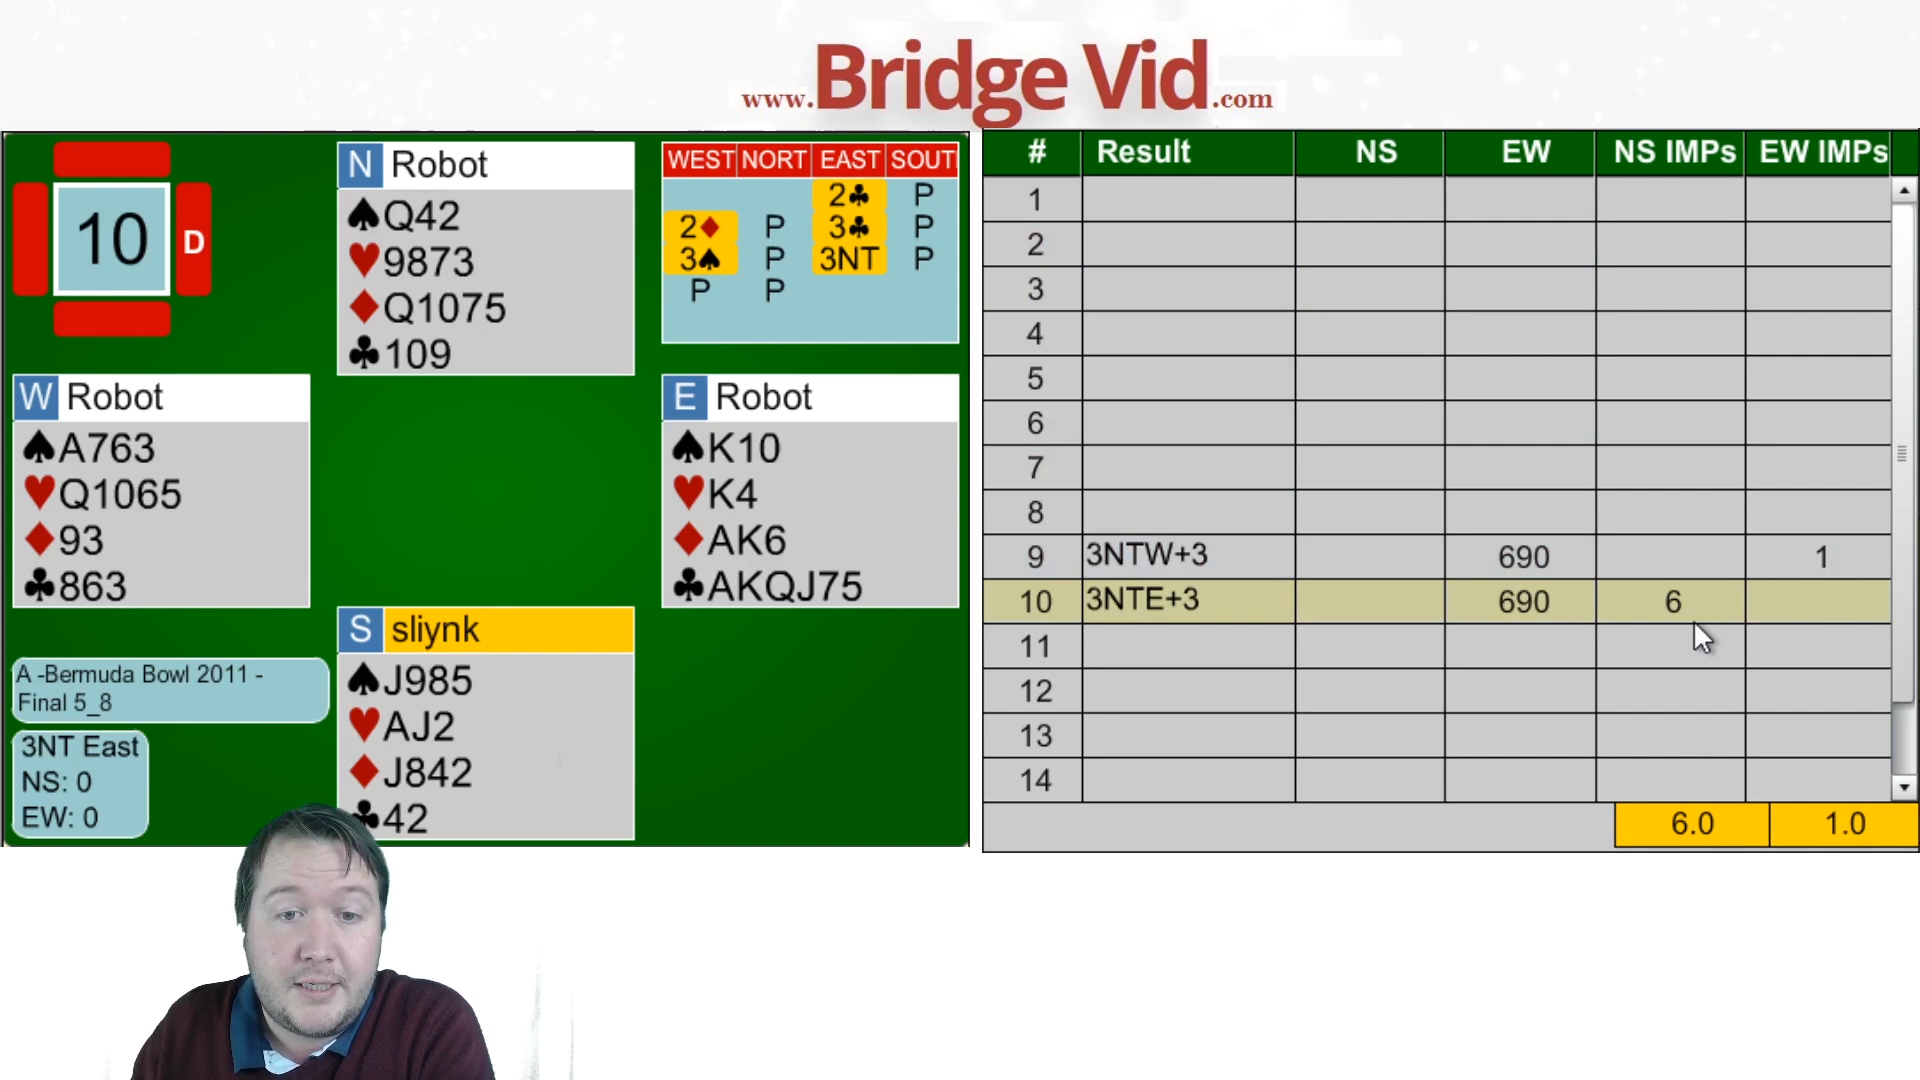 www.Bridge Vid.com
10
D
N Robot
♠Q42
♥9873
♦Q1075
♣109
WEST NORT EAST SOUT
2♣ P
2♦ P 3♣ P
3♠ P 3NT P
P P
W Robot
♠A763
♥Q1065
♦93
♣863
E Robot
♠K10
♥K4
♦AK6
♣AKQJ75
S sliynk
♠J985
♥AJ2
♦J842
♣42
A -Bermuda Bowl 2011 -
Final 5_8
3NT East
NS: 0
EW: 0
# Result NS EW NS IMPs EW IMPs
1
2
3
4
5
6
7
8
9 3NTW+3 690 1
10 3NTE+3 690 6
11
12
13
14
6.0 1.0